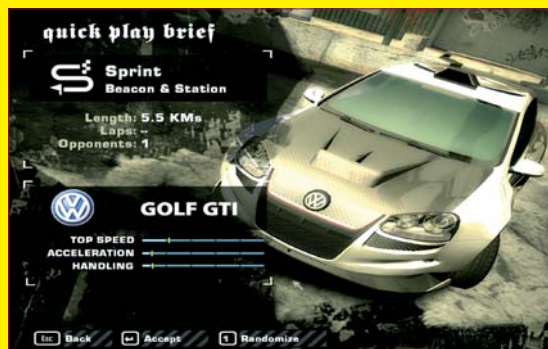 quick play brief
Sprint
Beacon & Station
Length: 5.5 KMs
Laps: --
Opponents: 1
GOLF GTI
TOP SPEED
ACCELERATION
HANDLING
Esc Back
↵ Accept
1 Randomize